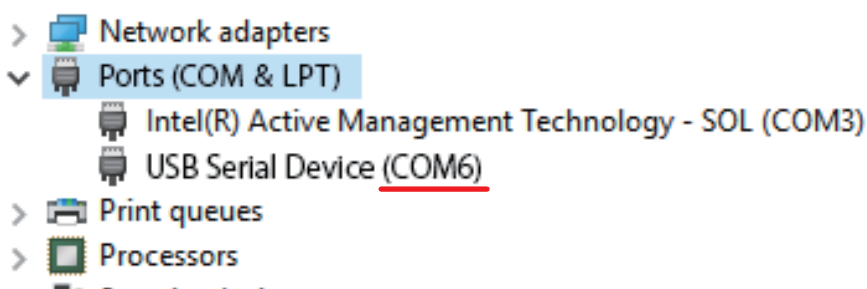 Network adapters
Ports (COM & LPT)
Intel(R) Active Management Technology - SOL (COM3)
USB Serial Device (COM6)
Print queues
Processors